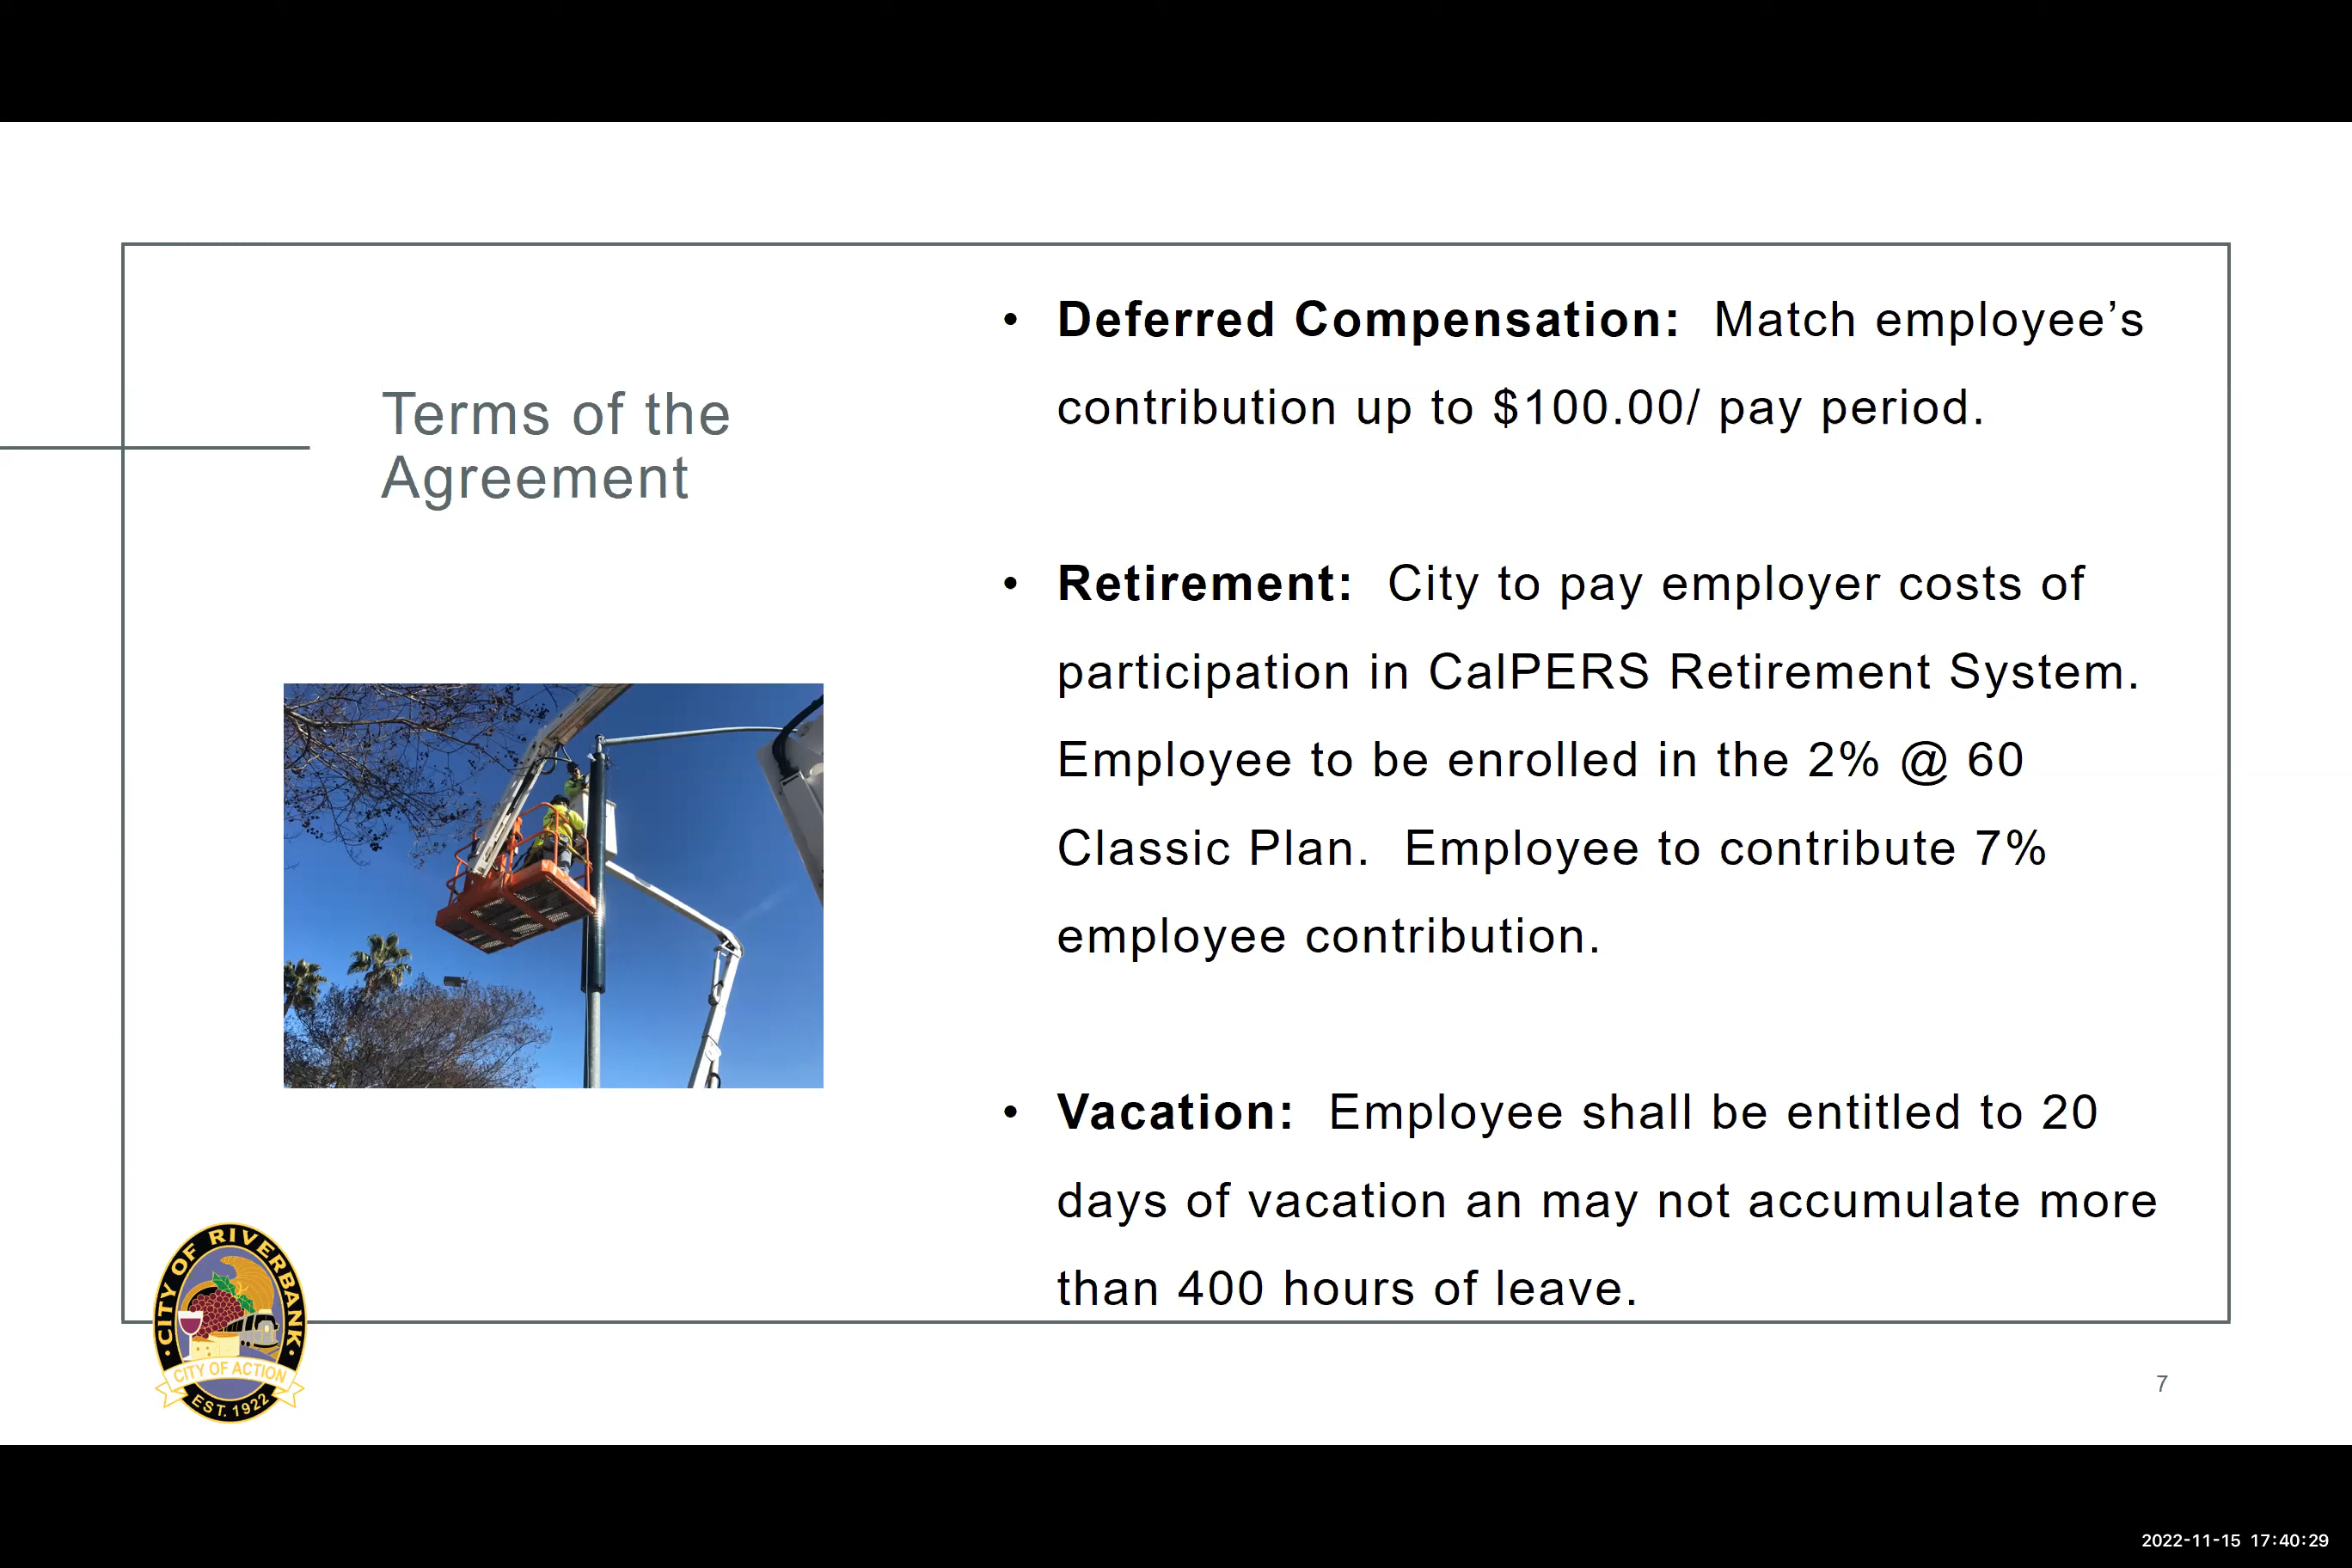 Terms of the
Agreement
• Deferred Compensation: Match employee’s
contribution up to $100.00/ pay period.
• Retirement: City to pay employer costs of
participation in CalPERS Retirement System.
Employee to be enrolled in the 2% @ 60
Classic Plan. Employee to contribute 7%
employee contribution.
• Vacation: Employee shall be entitled to 20
days of vacation an may not accumulate more
than 400 hours of leave.
CITY OF RIVERBANK
CITY OF ACTION
EST. 1922
7
2022-11-15 17:40:29